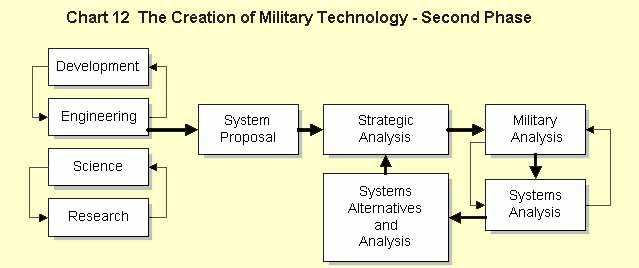 Chart 12  The Creation of Military Technology - Second Phase
Development
Engineering
Science
Research
System
Proposal
Strategic
Analysis
Military
Analysis
Systems
Alternatives
and
Analysis
Systems
Analysis